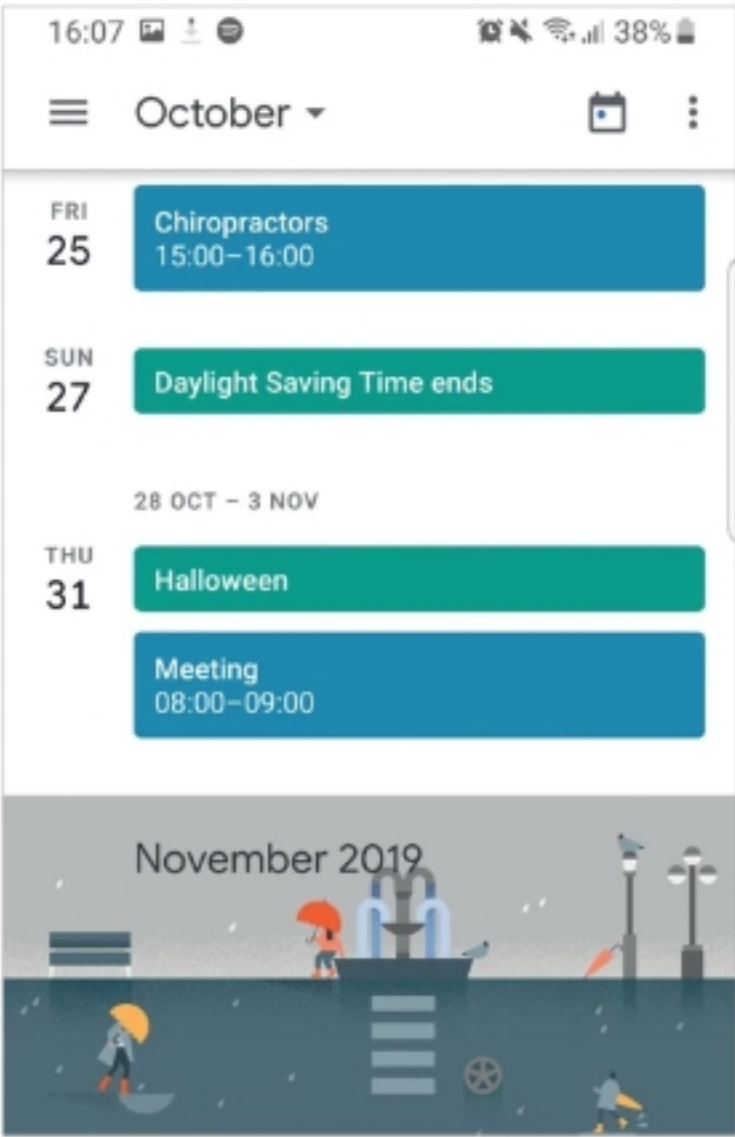 16:07 38%
October
FRI
25
Chiropractors
15:00–16:00
SUN
27
Daylight Saving Time ends
28 OCT – 3 NOV
THU
31
Halloween
Meeting
08:00–09:00
November 2019